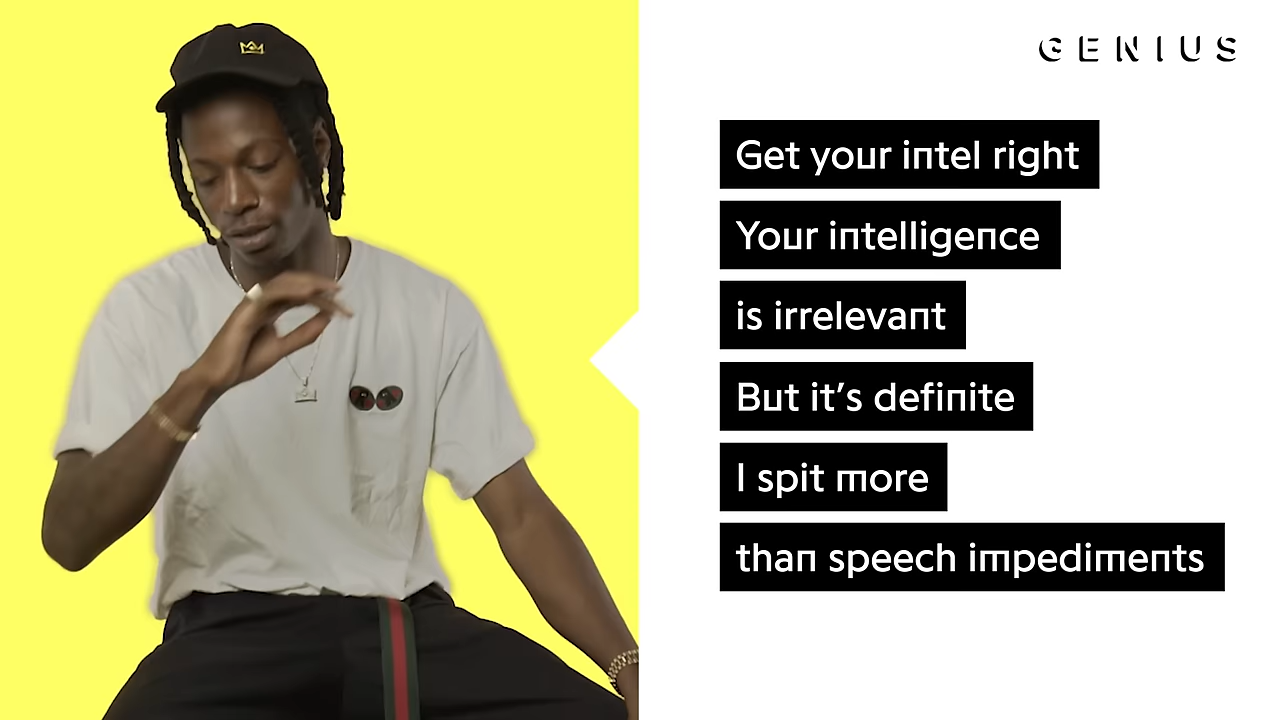 GENIUS
Get your intel right
Your intelligence
is irrelevant
But it's definite
I spit more
than speech impediments